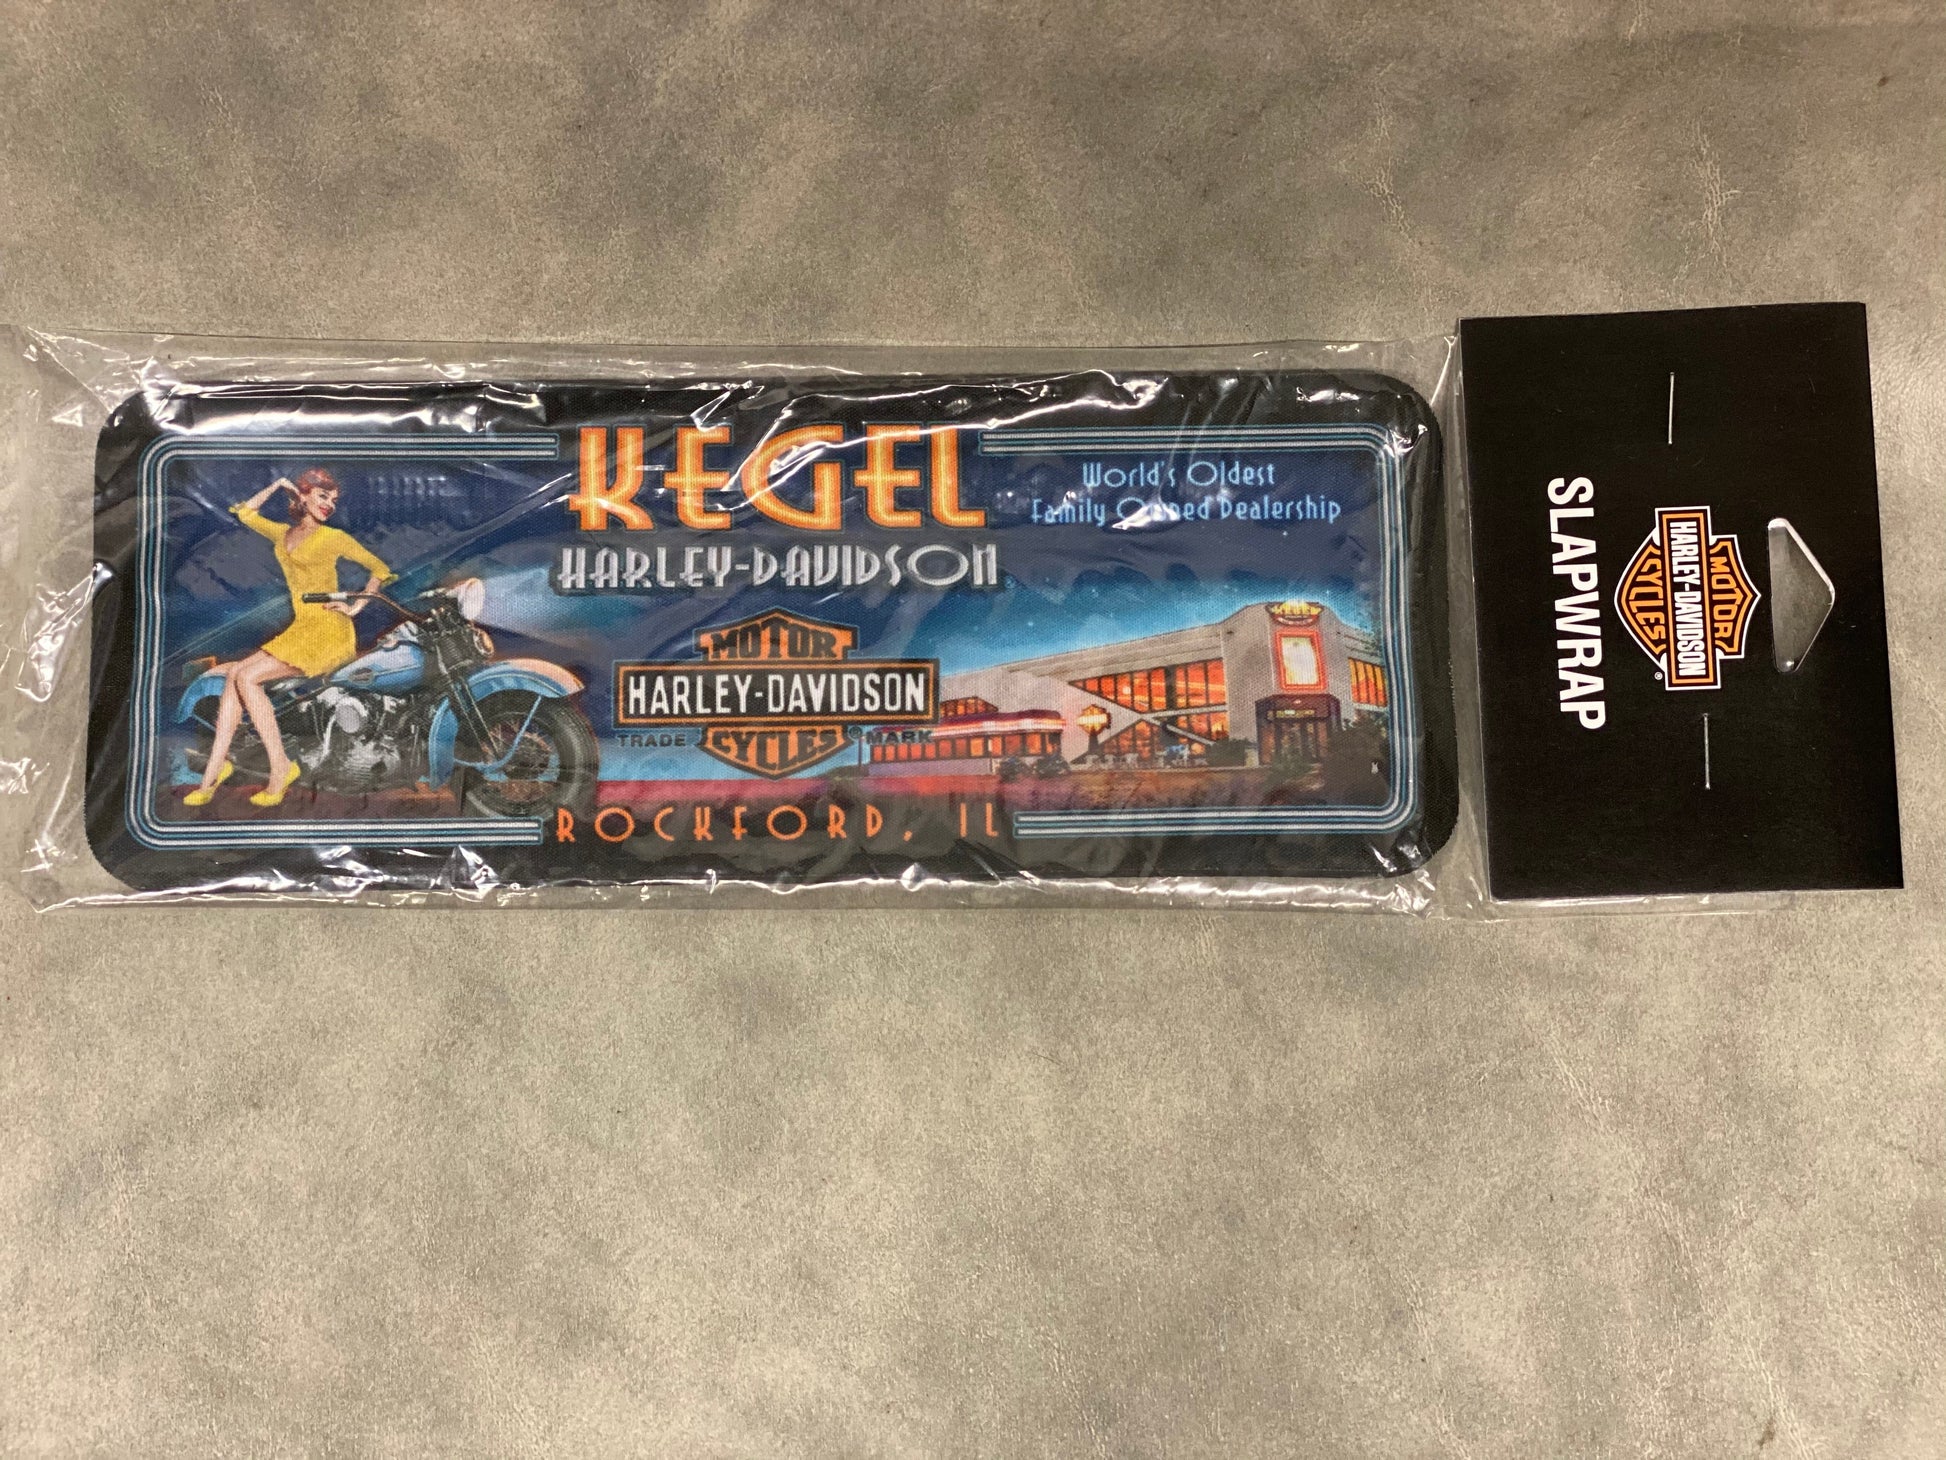 KEGEL
HARLEY-DAVIDSON
World's Oldest
Family Owned Dealership
MOTOR
HARLEY-DAVIDSON
TRADE CYCLES ® MARK
ROCKFORD, IL
KEGEL
MOTOR
HARLEY-DAVIDSON
CYCLES ®
SLAPWRAP